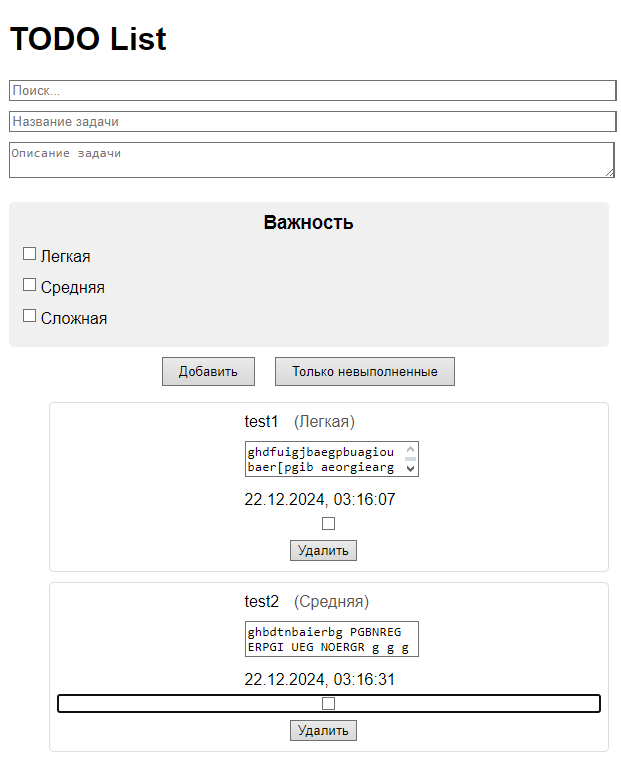 TODO List
Поиск...
Название задачи
Описание задачи
Важность
Легкая
Средняя
Сложная
Добавить Только невыполненные
test1 (Легкая)
ghdfuigjbaegpbuagiou
baer[pgib aeorgiearg
22.12.2024, 03:16:07
Удалить
test2 (Средняя)
ghbdtnbaierbg PGBNREG
ERPGI UEG NOERGR g g g
22.12.2024, 03:16:31
Удалить